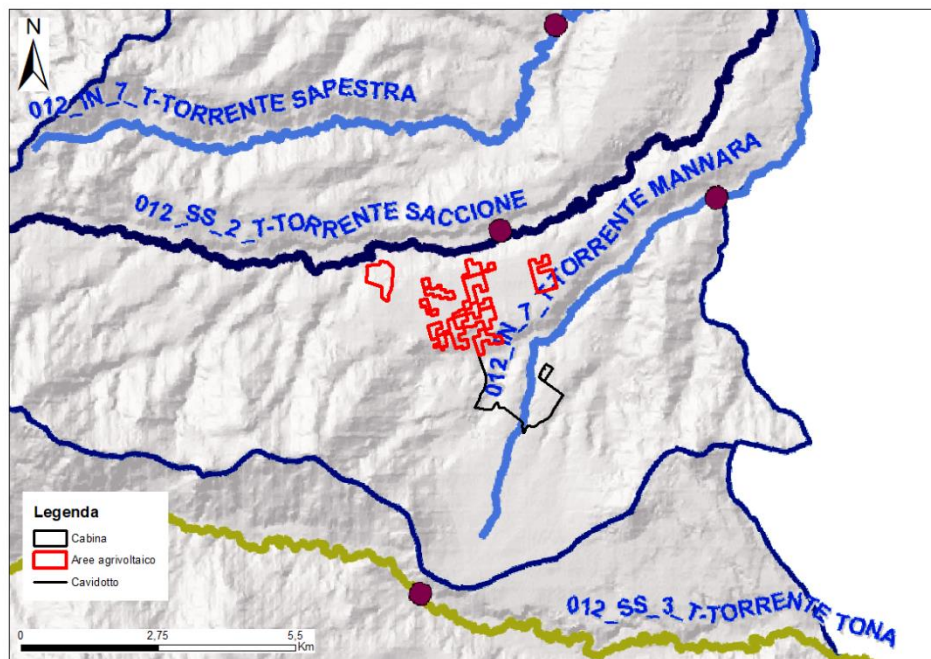 N
012_IN_7_T-TORRENTE SAPESTRA
012_SS_2_T-TORRENTE SACCIONE
012_IN_7_T-TORRENTE MANNARA
Legenda
Cabina
Aree agrivoltaico
Cavidotto
012_SS_3_T-TORRENTE TONA
0 2,75 5,5
Km